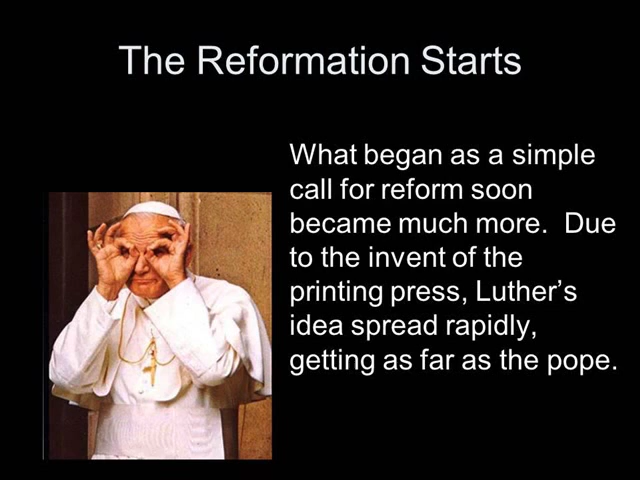 The Reformation Starts
What began as a simple
call for reform soon
became much more.  Due
to the invent of the
printing press, Luther’s
idea spread rapidly,
getting as far as the pope.